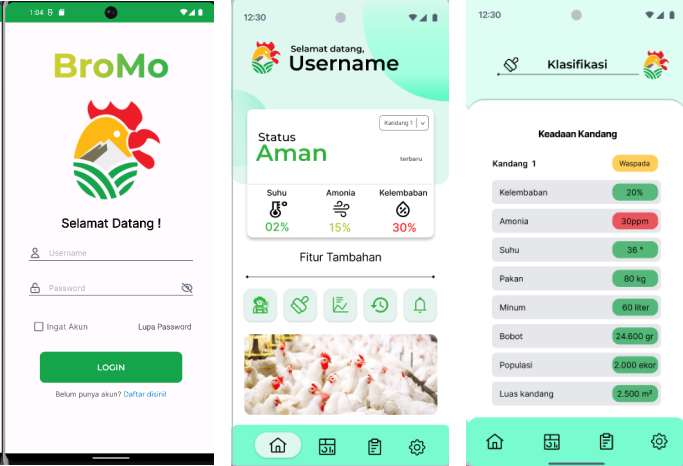 1:04
BroMo
Selamat Datang !
Username
Password
Ingat Akun
Lupa Password
LOGIN
Belum punya akun? Daftar disini!
12:30
Selamat datang,
Username
Kandang 1
Status
Aman
terbaru
Suhu Amonia Kelembaban
02% 15% 30%
Fitur Tambahan
12:30
Klasifikasi
Keadaan Kandang
Kandang 1 Waspada
Kelembaban 20%
Amonia 30ppm
Suhu 36 °
Pakan 80 kg
Minum 60 liter
Bobot 24.600 gr
Populasi 2.000 ekor
Luas kandang 2.500 m²